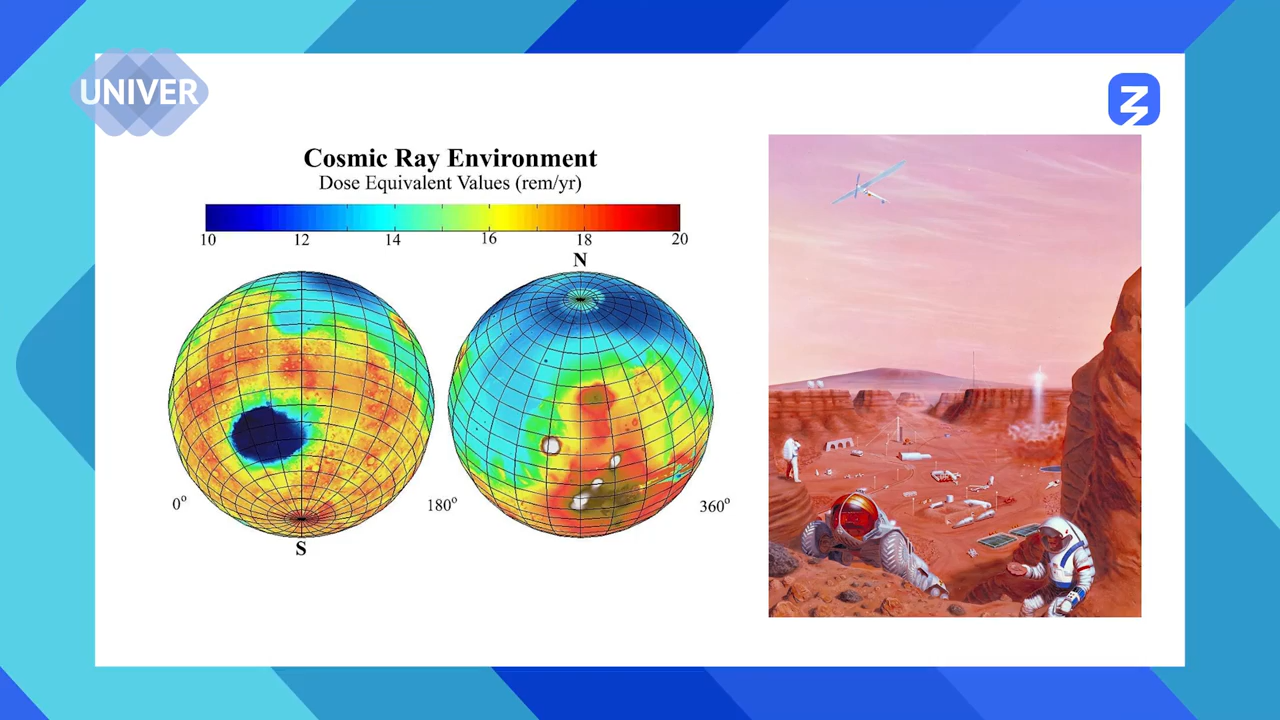 UNIVER
Cosmic Ray Environment
Dose Equivalent Values (rem/yr)
10 12 14 16 18 20
N
0° 180° 360°
S